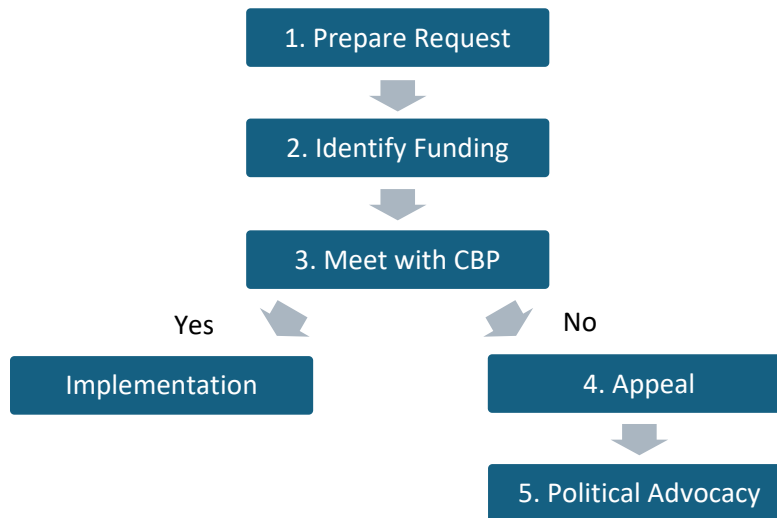 1. Prepare Request
2. Identify Funding
3. Meet with CBP
Yes
No
Implementation
4. Appeal
5. Political Advocacy